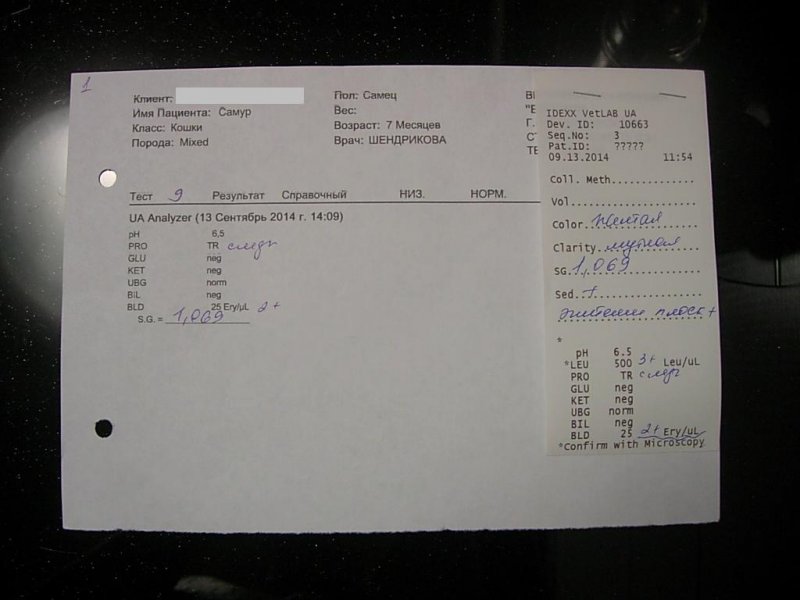 1
Клиент:
Имя Пациента: Самур
Класс: Кошки
Порода: Mixed
Пол: Самец
Вес:
Возраст: 7 Месяцев
Врач: ШЕНДРИКОВА
"Е
Г.
СТ
ТЕ
Тест 9 Результат Справочный НИЗ. НОРМ.
UA Analyzer (13 Сентябрь 2014 г. 14:09)
pH 6,5
PRO TR следы
GLU neg
KET neg
UBG norm
BIL neg
BLD 25 Ery/µL 2+
S.G. = 1,069
IDEXX VetLAB UA
Dev. ID: 10663
Seq.No: 3
Pat.ID: ?????
09.13.2014 11:54
Coll. Meth..............
Vol......................
Color желтая
Clarity мутная
SG. 1,069
Sed. +
эпителий плоск +
*
pH 6.5
*LEU 500 3+ Leu/uL
PRO TR следы
GLU neg
KET neg
UBG norm
BIL neg
BLD 25 2+ Ery/uL
*Confirm with Microscopy